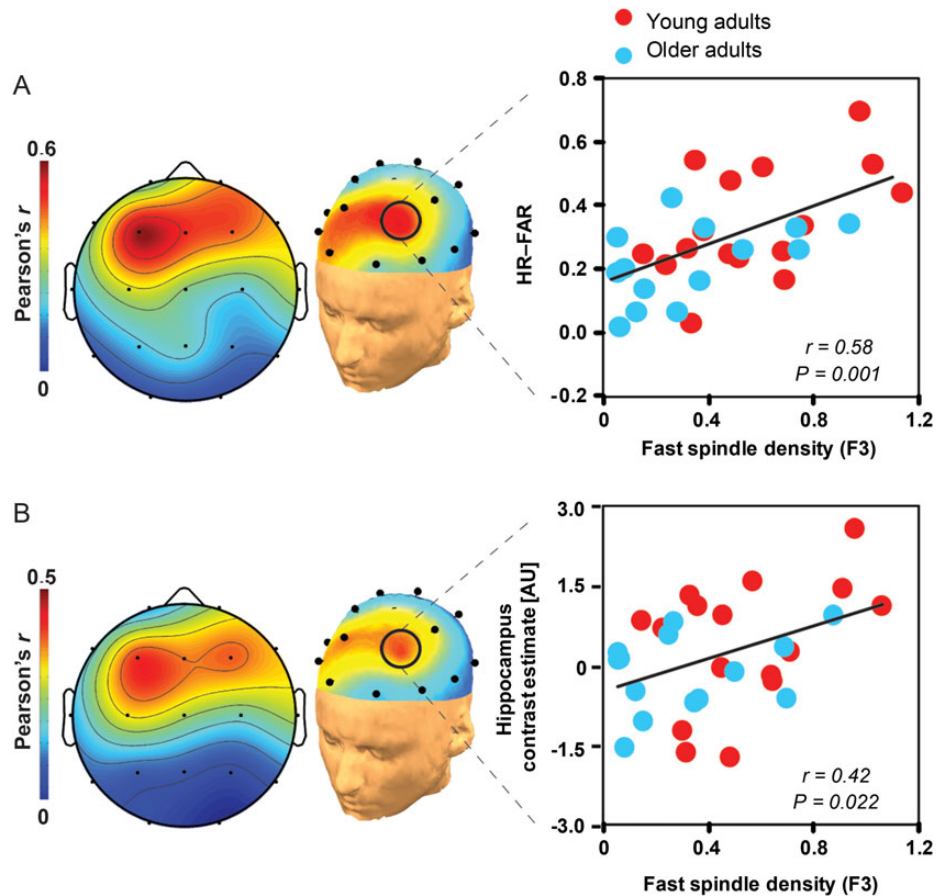 Young adults
Older adults
A
0.6
Pearson's r
0
0.8
0.6
0.4
0.2
0.0
-0.2
HR–FAR
r = 0.58
P = 0.001
0
0.4
0.8
1.2
Fast spindle density (F3)
B
0.5
Pearson's r
0
3.0
1.5
0
-1.5
-3.0
Hippocampus
contrast estimate [AU]
r = 0.42
P = 0.022
0
0.4
0.8
1.2
Fast spindle density (F3)